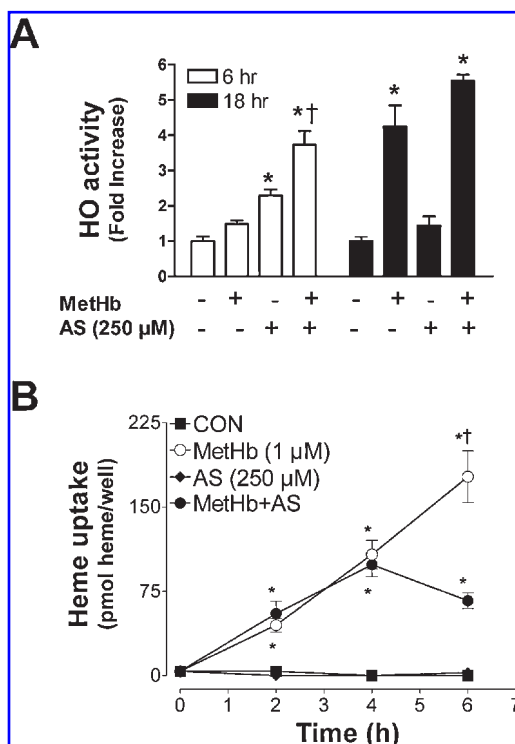 A
HO activity
(Fold Increase)
6
5
4
3
2
1
0
6 hr
18 hr
*
*†
*
*
MetHb - + - + - + - +
AS (250 µM) - - + + - - + +
B
Heme uptake
(pmol heme/well)
225
150
75
0
CON
MetHb (1 µM)
AS (250 µM)
MetHb+AS
*†
*
*
*
*
*
0 1 2 3 4 5 6 7
Time (h)